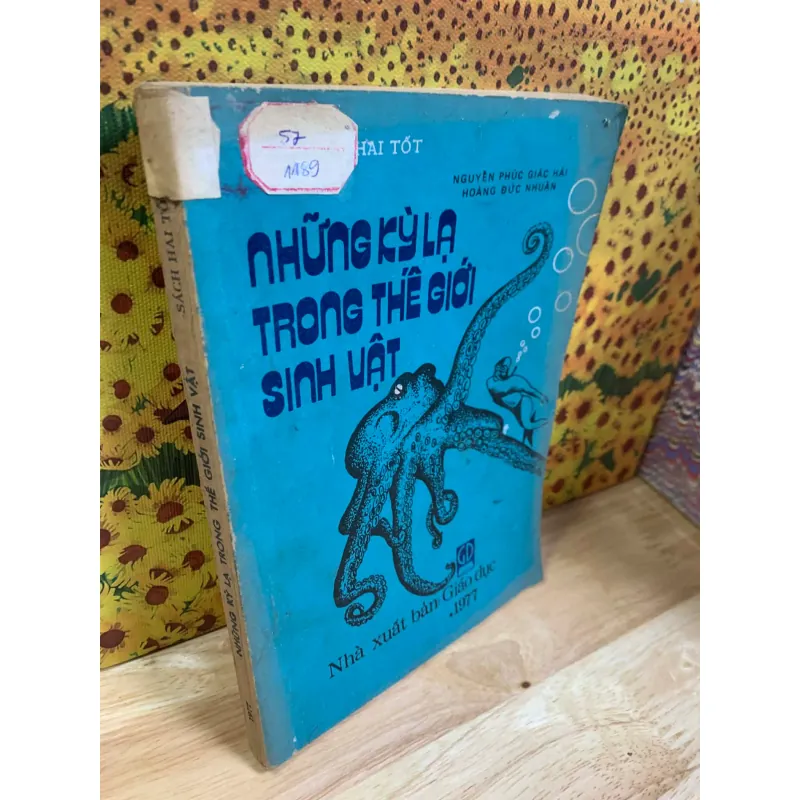 57
1189
HAI TỐT
NGUYỄN PHÚC GIÁC HẢI
HOÀNG ĐỨC NHUẬN
NHỮNG KỲ LẠ
TRONG THẾ GIỚI
SINH VẬT
GD
Nhà xuất bản Giáo dục
1977
SÁCH HAI TỐT
NHỮNG KỲ LẠ TRONG THẾ GIỚI SINH VẬT